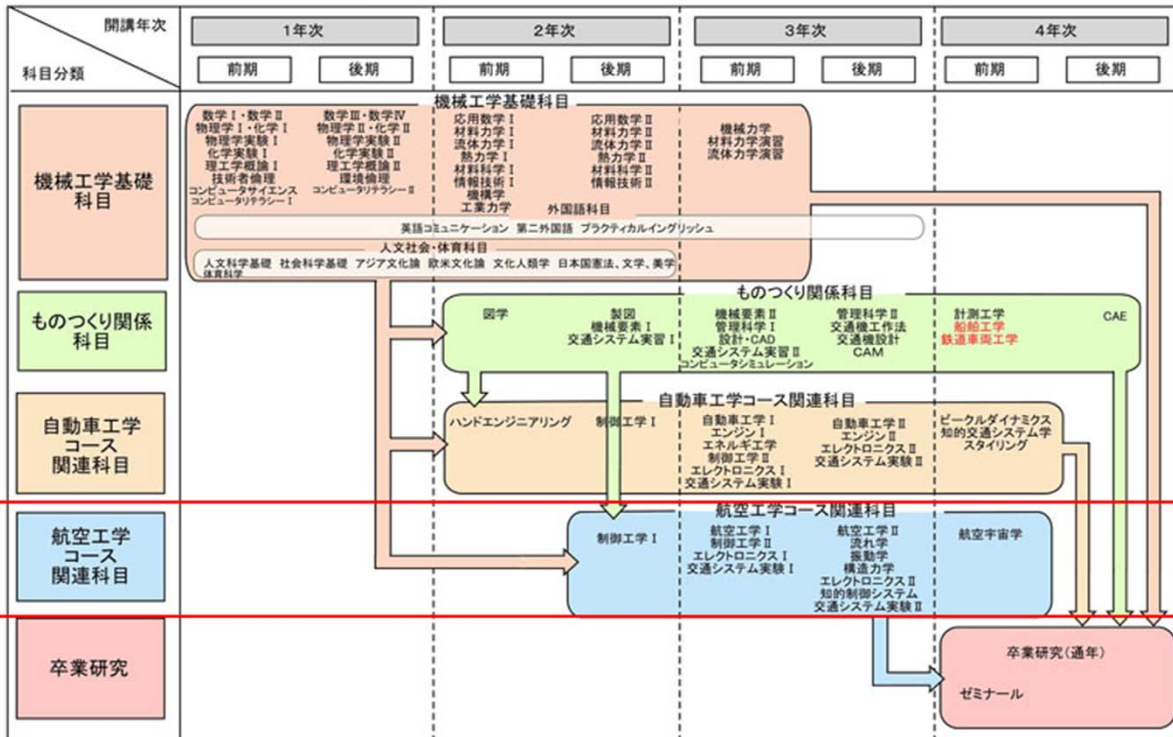 開講年次
科目分類
1年次
2年次
3年次
4年次
前期
後期
前期
後期
前期
後期
前期
後期
機械工学基礎
科目
機械工学基礎科目
数学Ⅰ・数学Ⅱ
物理学Ⅰ・化学Ⅰ
物理学実験Ⅰ
化学実験Ⅰ
理工学概論Ⅰ
技術者倫理
コンピュータサイエンス
コンピュータリテラシーⅠ
数学Ⅲ・数学Ⅳ
物理学Ⅱ・化学Ⅱ
物理学実験Ⅱ
化学実験Ⅱ
理工学概論Ⅱ
環境倫理
コンピュータリテラシーⅡ
応用数学Ⅰ
材料力学Ⅰ
流体力学Ⅰ
熱力学Ⅰ
材料科学Ⅰ
情報技術Ⅰ
機構学
工業力学
応用数学Ⅱ
材料力学Ⅱ
流体力学Ⅱ
熱力学Ⅱ
材料科学Ⅱ
情報技術Ⅱ
機械力学
材料力学演習
流体力学演習
外国語科目
英語コミュニケーション 第二外国語 プラクティカルイングリッシュ
人文社会・体育科目
人文科学基礎 社会科学基礎 アジア文化論 欧米文化論 文化人類学 日本国憲法、文学、美学
体育科学
ものつくり関係
科目
ものつくり関係科目
図学
製図
機械要素Ⅰ
交通システム実習Ⅰ
機械要素Ⅱ
管理科学Ⅰ
設計・CAD
交通システム実習Ⅱ
コンピュータシミュレーション
管理科学Ⅱ
交通機工作法
交通機設計
CAM
計測工学
船舶工学
鉄道車両工学
CAE
自動車工学
コース
関連科目
自動車工学コース関連科目
ハンドエンジニアリング
制御工学Ⅰ
自動車工学Ⅰ
エンジンⅠ
エネルギ工学
制御工学Ⅱ
エレクトロニクスⅠ
交通システム実験Ⅰ
自動車工学Ⅱ
エンジンⅡ
エレクトロニクスⅡ
交通システム実験Ⅱ
ビークルダイナミクス
知的交通システム学
スタイリング
航空工学
コース
関連科目
航空工学コース関連科目
制御工学Ⅰ
航空工学Ⅰ
制御工学Ⅱ
エレクトロニクスⅠ
交通システム実験Ⅰ
航空工学Ⅱ
流れ学
振動学
構造力学
エレクトロニクスⅡ
知的制御システム
交通システム実験Ⅱ
航空宇宙学
卒業研究
卒業研究(通年)
ゼミナール